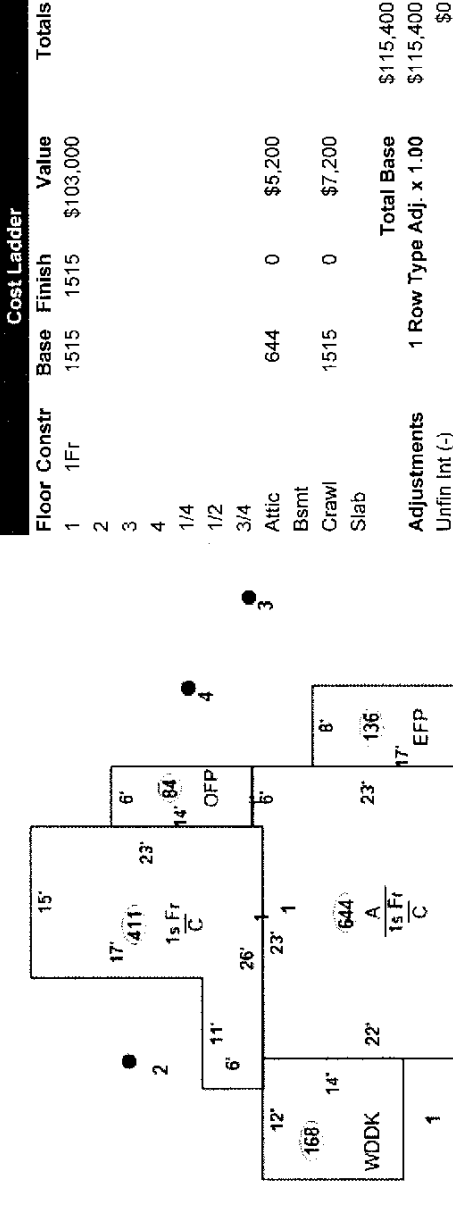 Cost Ladder
Floor Constr Base Finish Value Totals
1 1Fr 1515 1515 $103,000
2
3
4
1/4
1/2
3/4
Attic 644 0 $5,200
Bsmt
Crawl 1515 0 $7,200
Slab
Total Base $115,400
Adjustments 1 Row Type Adj. x 1.00 $115,400
Unfin Int (-) $0
15'
17'
23'
411
1s Fr
C
11'
6'
26'
2
6'
84
14'
OFP
6'
4
3
8'
136
17'
EFP
1
1
23'
23'
644
A
1s Fr
C
22'
12'
168
14'
WDDK
1